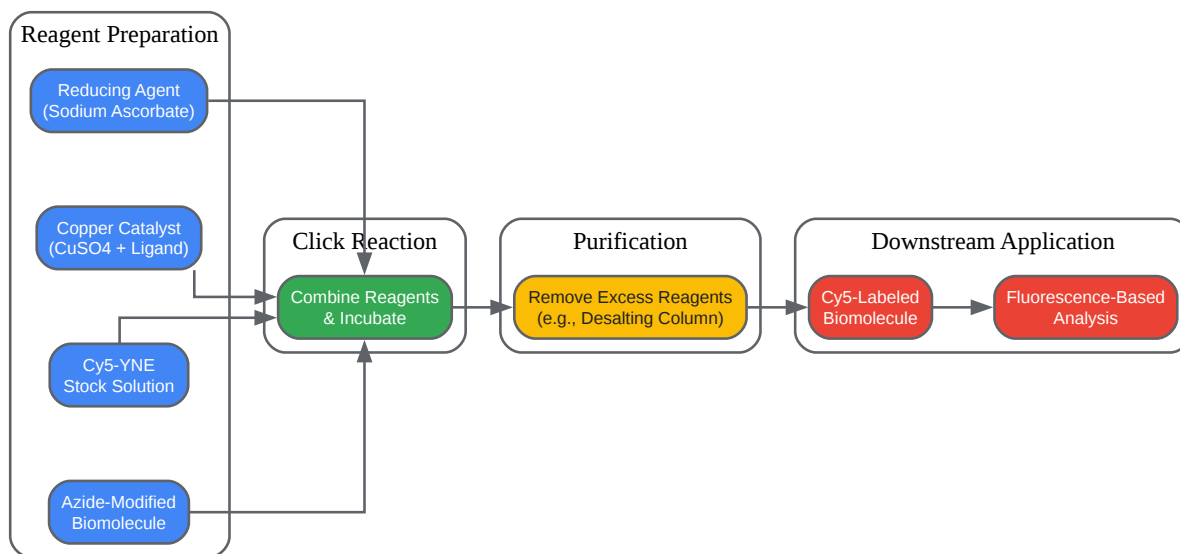 Reagent Preparation
Reducing Agent
(Sodium Ascorbate)
Copper Catalyst
(CuSO4 + Ligand)
Cy5-YNE
Stock Solution
Azide-Modified
Biomolecule
Click Reaction
Combine Reagents
& Incubate
Purification
Remove Excess Reagents
(e.g., Desalting Column)
Downstream Application
Cy5-Labeled
Biomolecule
Fluorescence-Based
Analysis